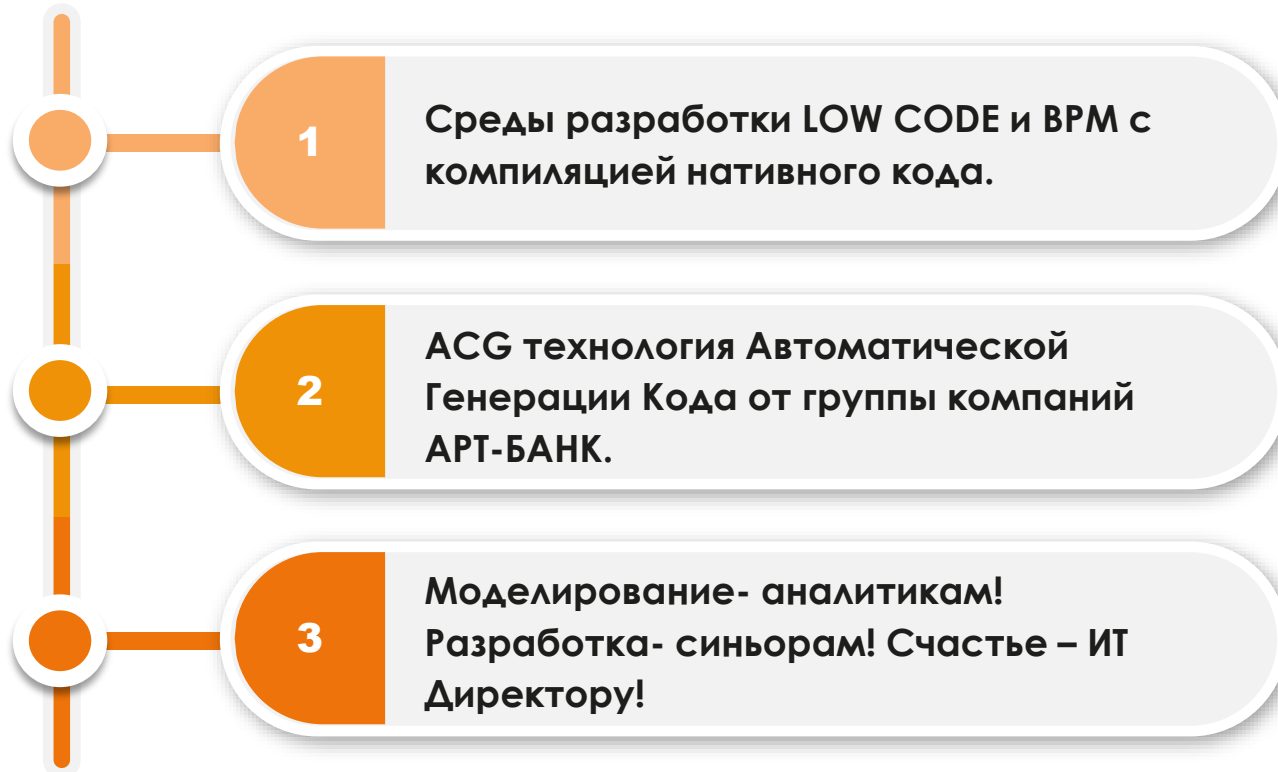 1
Среды разработки LOW CODE и BPM с
компиляцией нативного кода.
2
ACG технология Автоматической
Генерации Кода от группы компаний
АРТ-БАНК.
3
Моделирование- аналитикам!
Разработка- синьорам! Счастье – ИТ
Директору!